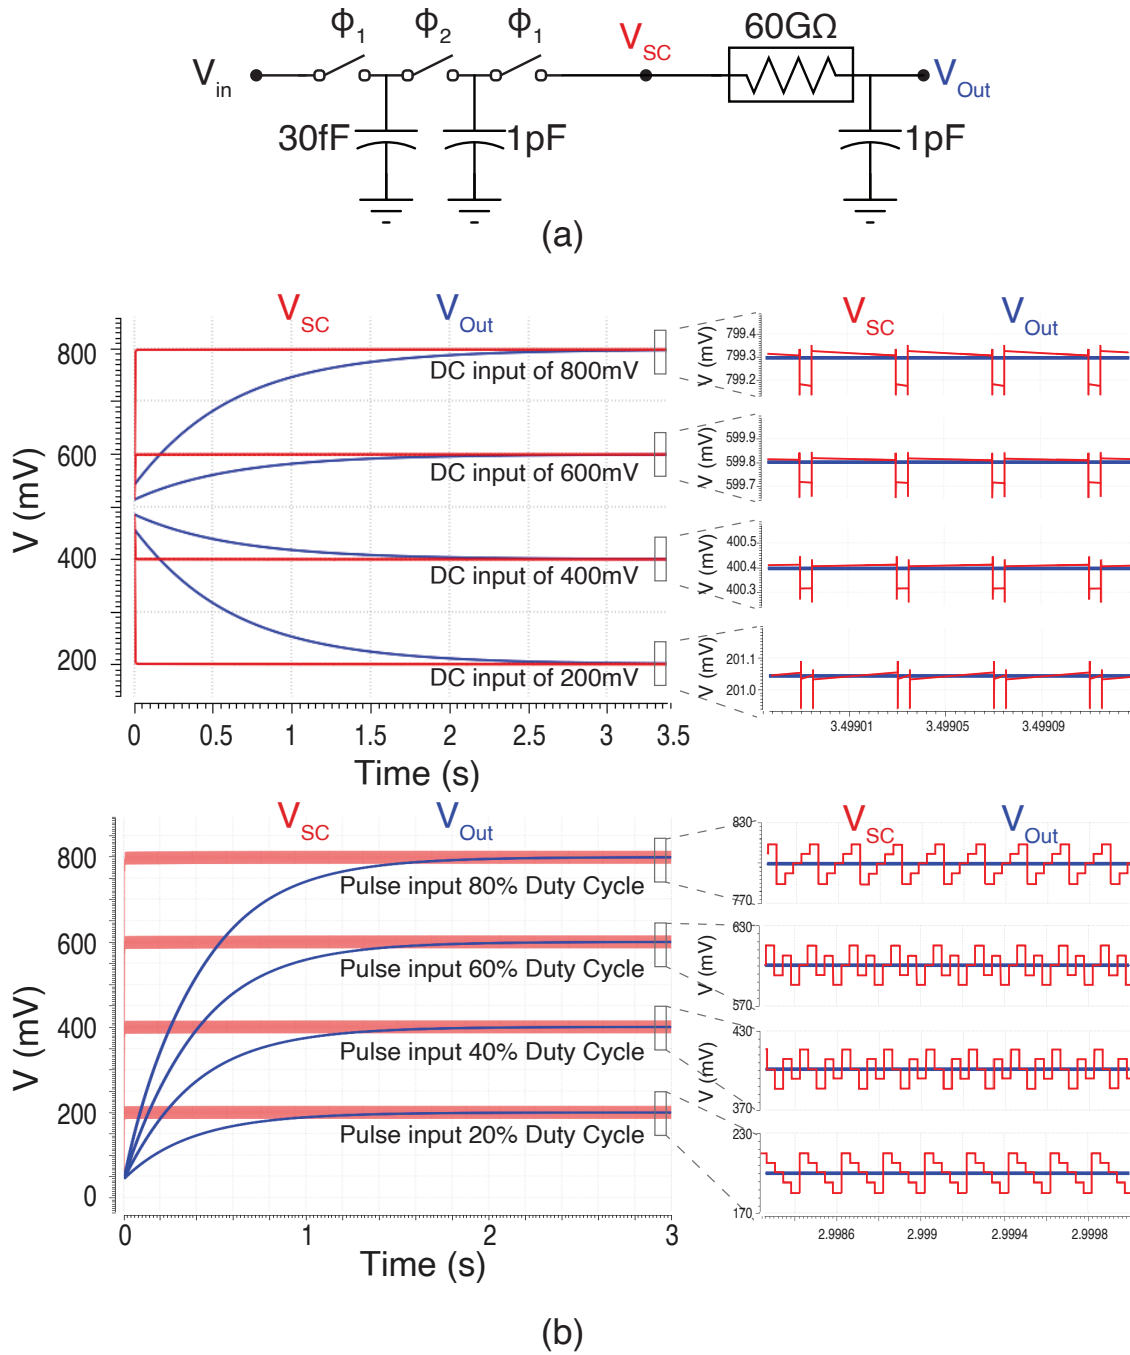 Φ1 Φ2 Φ1 VSC 60GΩ
Vin VOut
30fF 1pF 1pF
(a)
VSC VOut
V (mV)
800
600
400
200
DC input of 800mV
DC input of 600mV
DC input of 400mV
DC input of 200mV
0 0.5 1 1.5 2 2.5 3 3.5
Time (s)
VSC VOut
V (mV)
799.4
799.3
799.2
V (mV)
599.9
599.8
599.7
V (mV)
400.5
400.4
400.3
V (mV)
201.1
201.0
3.49901 3.49905 3.49909
VSC VOut
V (mV)
800
600
400
200
0
Pulse input 80% Duty Cycle
Pulse input 60% Duty Cycle
Pulse input 40% Duty Cycle
Pulse input 20% Duty Cycle
0 1 2 3
Time (s)
VSC VOut
830
770
V (mV)
630
570
V (mV)
430
370
230
170
2.9986 2.999 2.9994 2.9998
(b)